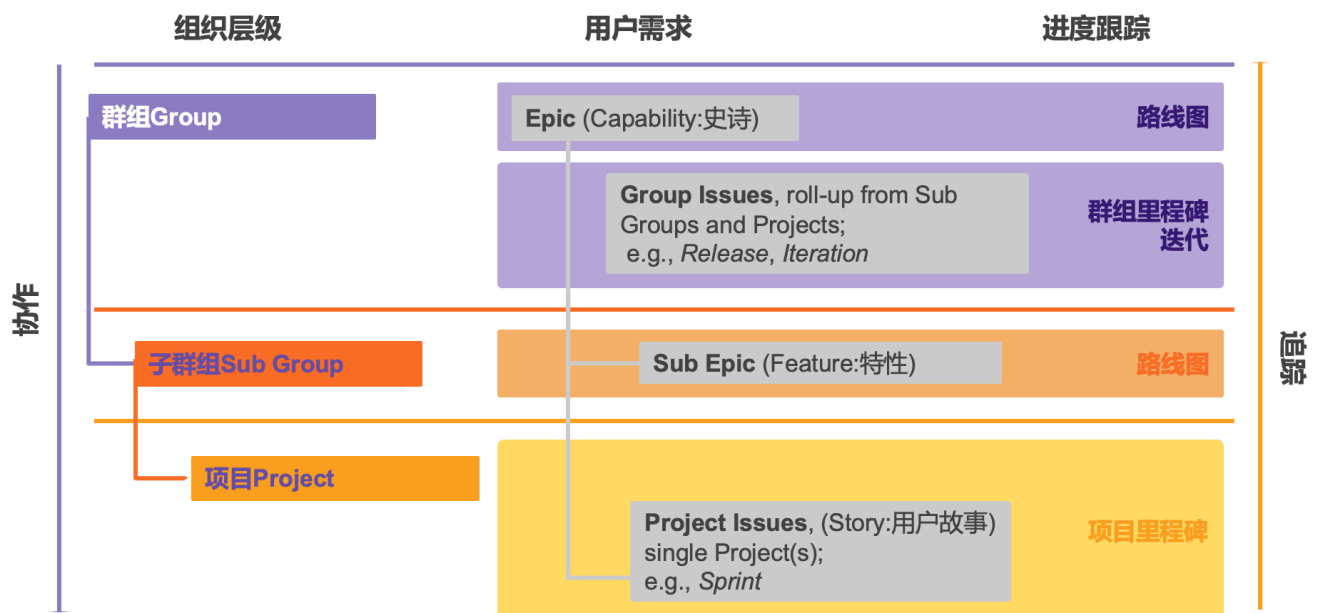 组织层级
用户需求
进度跟踪
群组Group
Epic (Capability:史诗)
路线图
Group Issues, roll-up from Sub
Groups and Projects;
e.g., Release, Iteration
群组里程碑
迭代
协作
子群组Sub Group
Sub Epic (Feature:特性)
路线图
追踪
项目Project
Project Issues, (Story:用户故事)
single Project(s);
e.g., Sprint
项目里程碑